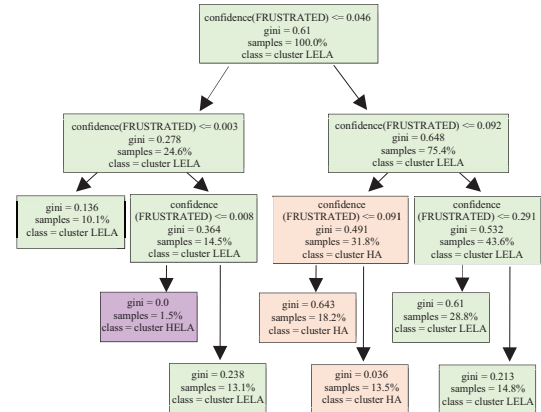 confidence(FRUSTRATED) <= 0.046
gini = 0.61
samples = 100.0%
class = cluster LELA
confidence(FRUSTRATED) <= 0.003
gini = 0.278
samples = 24.6%
class = cluster LELA
confidence(FRUSTRATED) <= 0.092
gini = 0.648
samples = 75.4%
class = cluster LELA
gini = 0.136
samples = 10.1%
class = cluster LELA
confidence
(FRUSTRATED) <= 0.008
gini = 0.364
samples = 14.5%
class = cluster LELA
confidence
(FRUSTRATED) <= 0.091
gini = 0.491
samples = 31.8%
class = cluster HA
confidence
(FRUSTRATED) <= 0.291
gini = 0.532
samples = 43.6%
class = cluster LELA
gini = 0.0
samples = 1.5%
class = cluster HELA
gini = 0.643
samples = 18.2%
class = cluster HA
gini = 0.61
samples = 28.8%
class = cluster LELA
gini = 0.238
samples = 13.1%
class = cluster LELA
gini = 0.036
samples = 13.5%
class = cluster HA
gini = 0.213
samples = 14.8%
class = cluster LELA